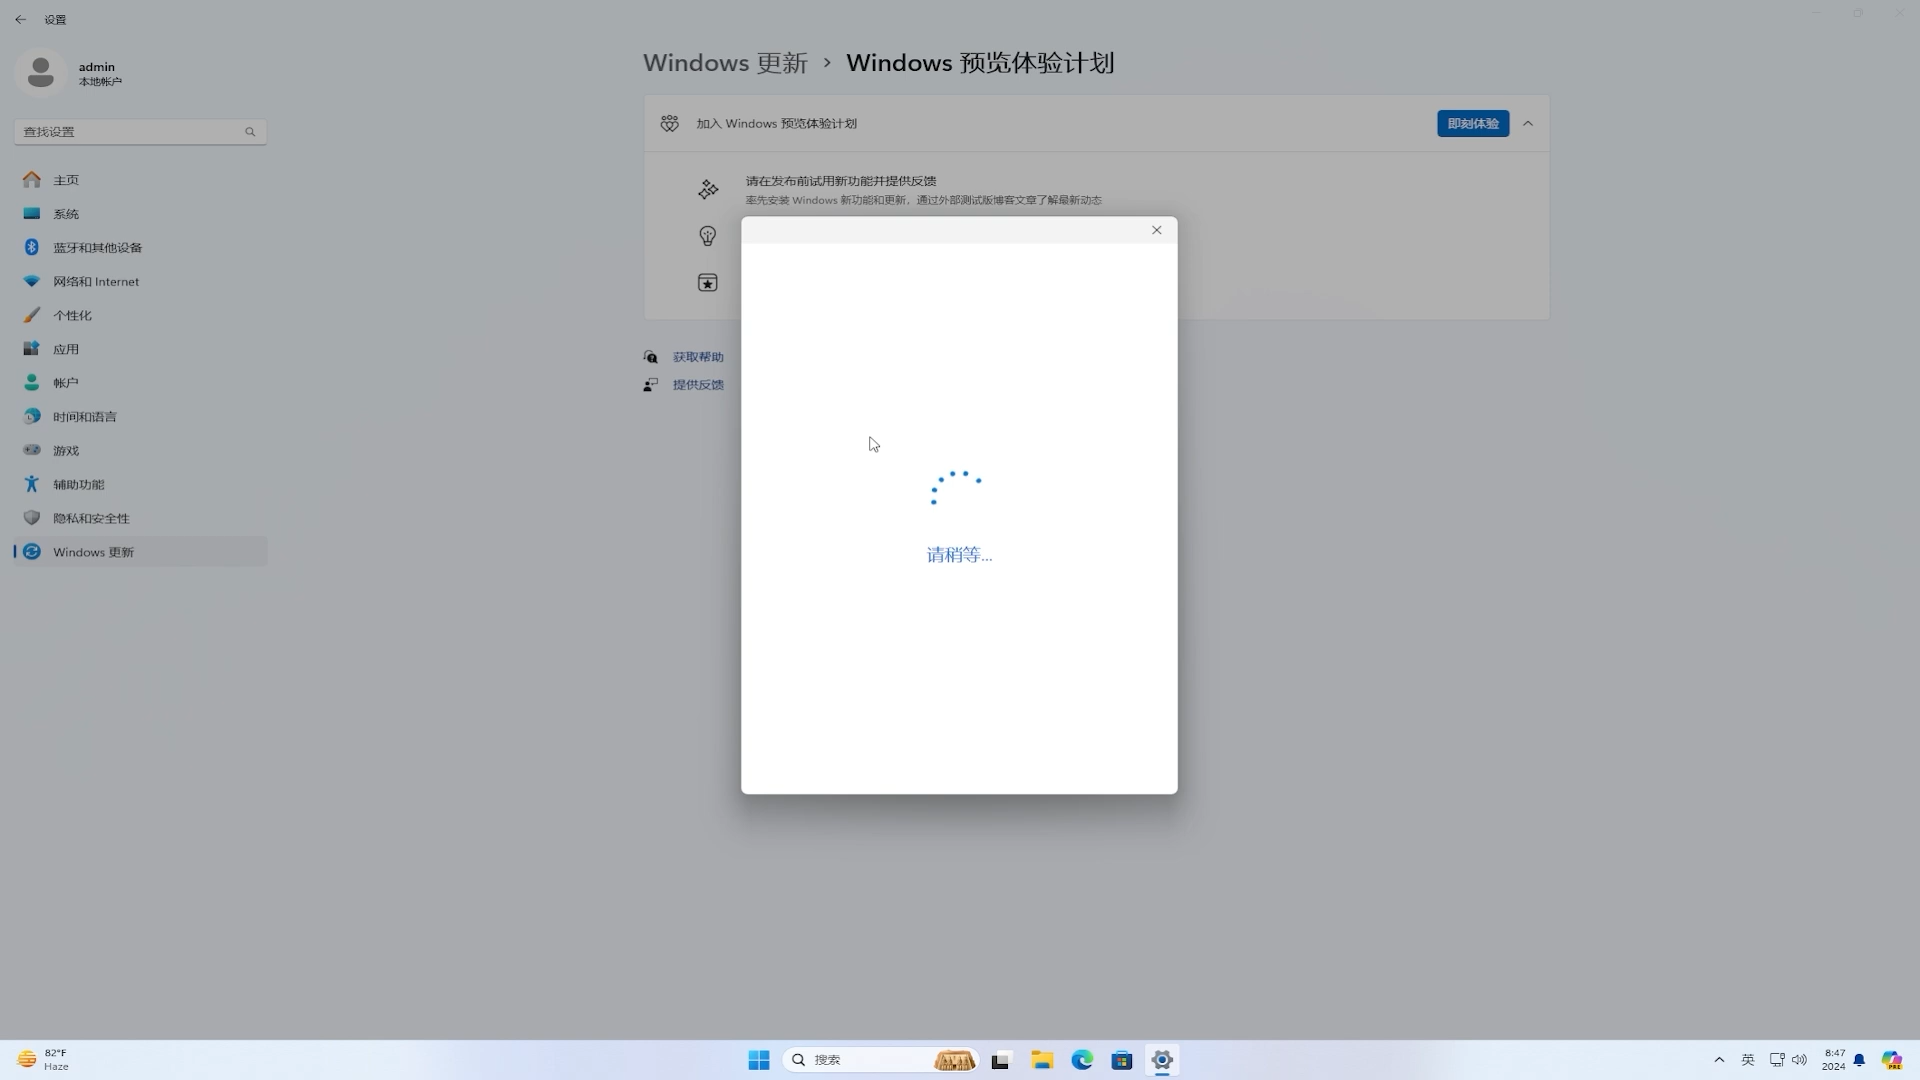 设置
admin
本地帐户
查找设置
主页
系统
蓝牙和其他设备
网络和 Internet
个性化
应用
帐户
时间和语言
游戏
辅助功能
隐私和安全性
Windows 更新
Windows 更新 › Windows 预览体验计划
加入 Windows 预览体验计划
即刻体验
请在发布前试用新功能并提供反馈
率先安装 Windows 新功能和更新，通过外部测试版博客文章了解最新动态
获取帮助
提供反馈
请稍等...
82°F
Haze
搜索
英
8:47
2024
PRE